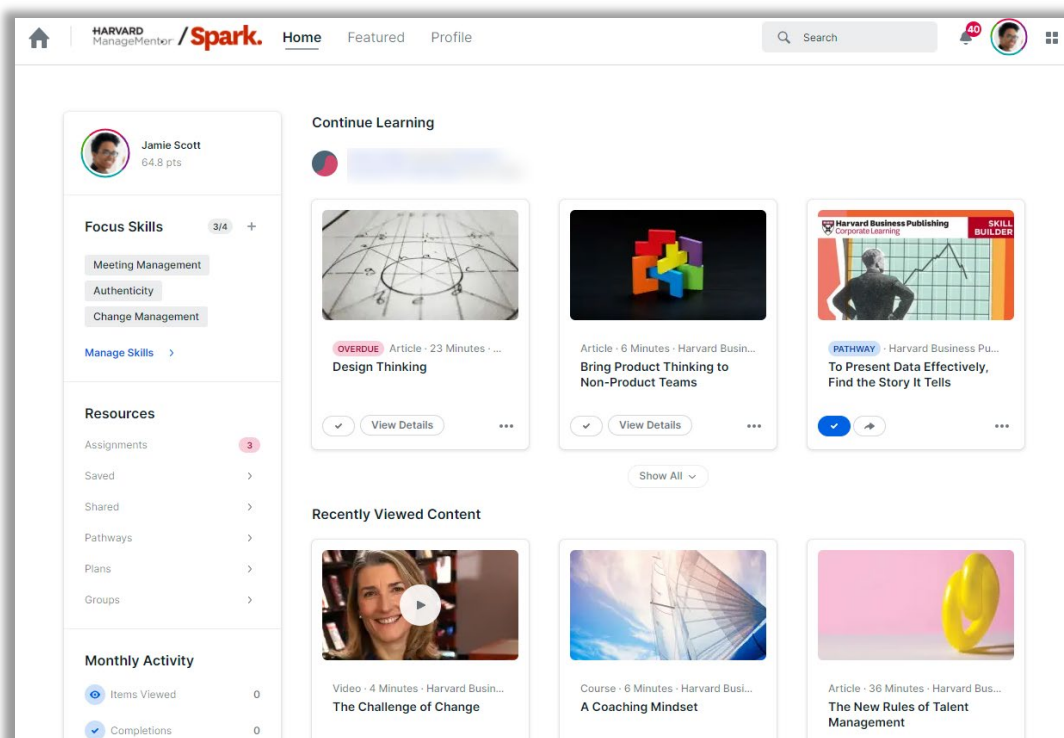 HARVARD
ManageMentor / Spark.
Home
Featured
Profile
Search
40
Jamie Scott
64.8 pts
Focus Skills
3/4
+
Meeting Management
Authenticity
Change Management
Manage Skills
Resources
Assignments
3
Saved
Shared
Pathways
Plans
Groups
Monthly Activity
Items Viewed
0
Completions
0
Continue Learning
OVERDUE Article · 23 Minutes · ...
Design Thinking
View Details
Article · 6 Minutes · Harvard Busin...
Bring Product Thinking to
Non-Product Teams
View Details
Harvard Business Publishing
Corporate Learning
SKILL
BUILDER
PATHWAY · Harvard Business Pu...
To Present Data Effectively,
Find the Story It Tells
Show All
Recently Viewed Content
Video · 4 Minutes · Harvard Busin...
The Challenge of Change
Course · 6 Minutes · Harvard Busi...
A Coaching Mindset
Article · 36 Minutes · Harvard Bus...
The New Rules of Talent
Management